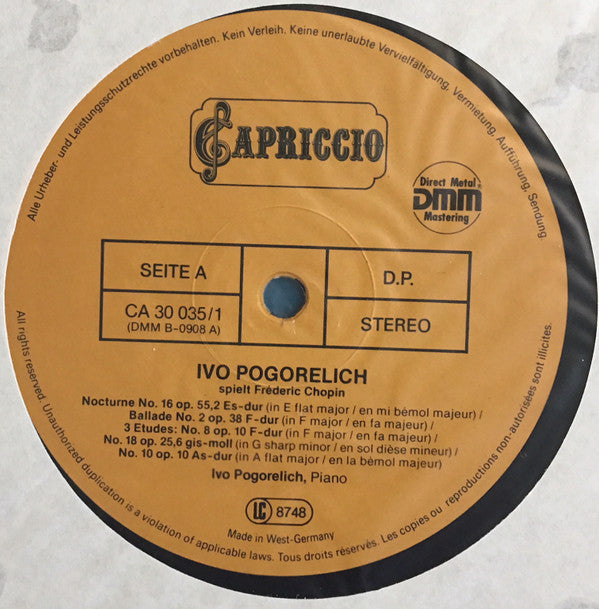 Alle Urheber- und Leistungsschutzrechte vorbehalten. Kein Verleih. Keine unerlaubte Vervielfältigung, Vermietung, Aufführung, Sendung
CAPRICCIO
Direct Metal
DMM
Mastering
SEITE A
D.P.
CA 30 035/1
(DMM B-0908 A)
STEREO
IVO POGORELICH
spielt Fréderic Chopin
Nocturne No. 16 op. 55,2 Es-dur (in E flat major / en mi bémol majeur) /
Ballade No. 2 op. 38 F-dur (in F major / en fa majeur) /
3 Etudes: No. 8 op. 10 F-dur (in F major / en fa majeur) /
No. 18 op. 25,6 gis-moll (in G sharp minor / en sol dièse mineur) /
No. 10 op. 10 As-dur (in A flat major / en la bémol majeur)
Ivo Pogorelich, Piano
LC 8748
Made in West-Germany
All rights reserved. Unauthorized duplication is a violation of applicable laws. Tous droits réservés. Les copies ou reproductions non-autorisées sont illicites.